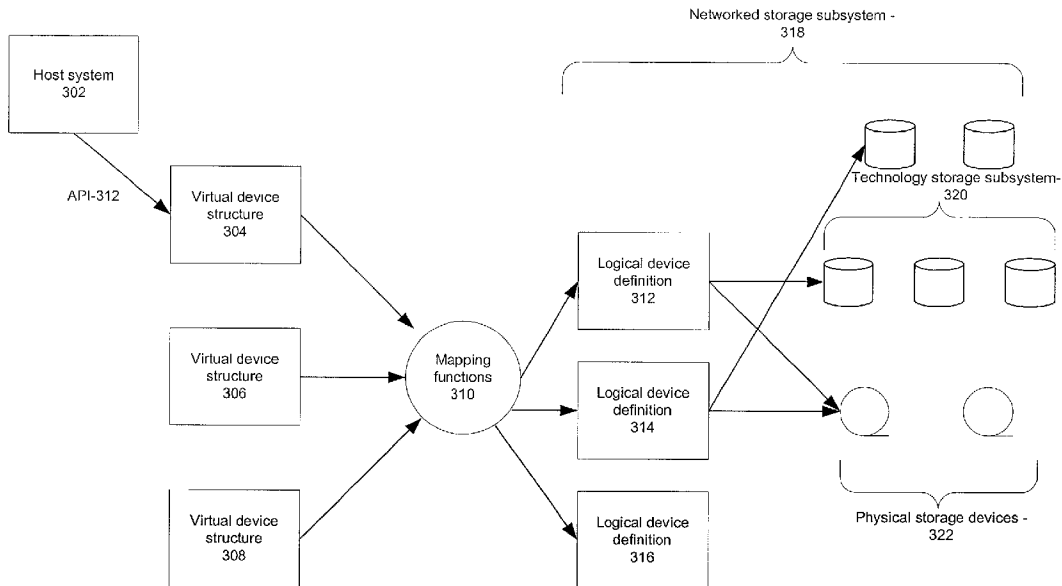 Networked storage subsystem -
318
Host system
302
API-312
Virtual device
structure
304
Technology storage subsystem-
320
Logical device
definition
312
Virtual device
structure
306
Mapping
functions
310
Logical device
definition
314
Virtual device
structure
308
Logical device
definition
316
Physical storage devices -
322